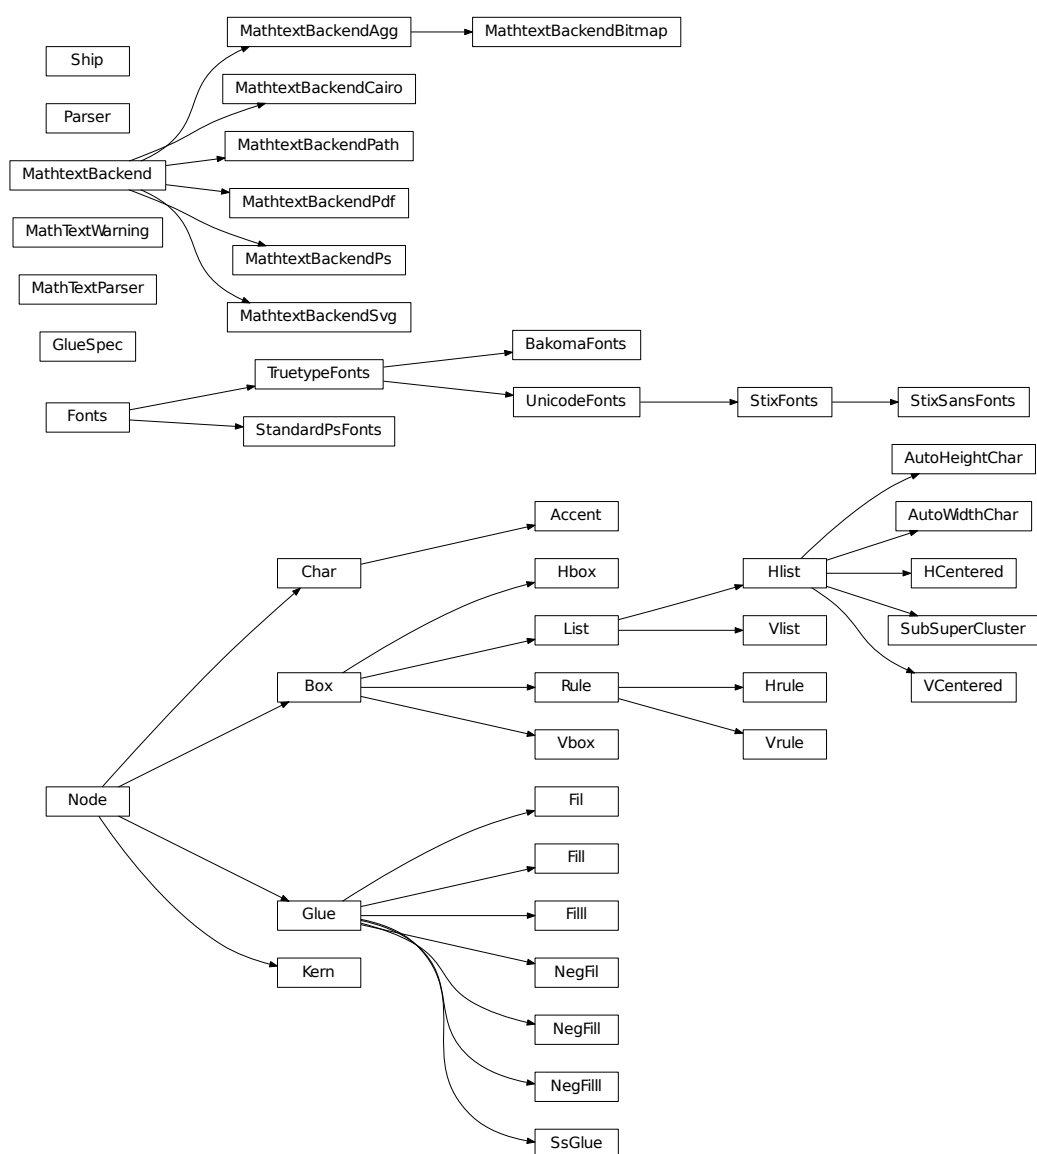 MathtextBackendAgg
MathtextBackendBitmap
Ship
MathtextBackendCairo
Parser
MathtextBackendPath
MathtextBackend
MathtextBackendPdf
MathTextWarning
MathtextBackendPs
MathTextParser
MathtextBackendSvg
GlueSpec
BakomaFonts
TruetypeFonts
UnicodeFonts
StixFonts
StixSansFonts
Fonts
StandardPsFonts
AutoHeightChar
Accent
AutoWidthChar
Char
Hbox
Hlist
HCentered
List
Vlist
SubSuperCluster
Box
Rule
Hrule
VCentered
Vbox
Vrule
Node
Fil
Fill
Glue
Filll
Kern
NegFil
NegFill
NegFilll
SsGlue